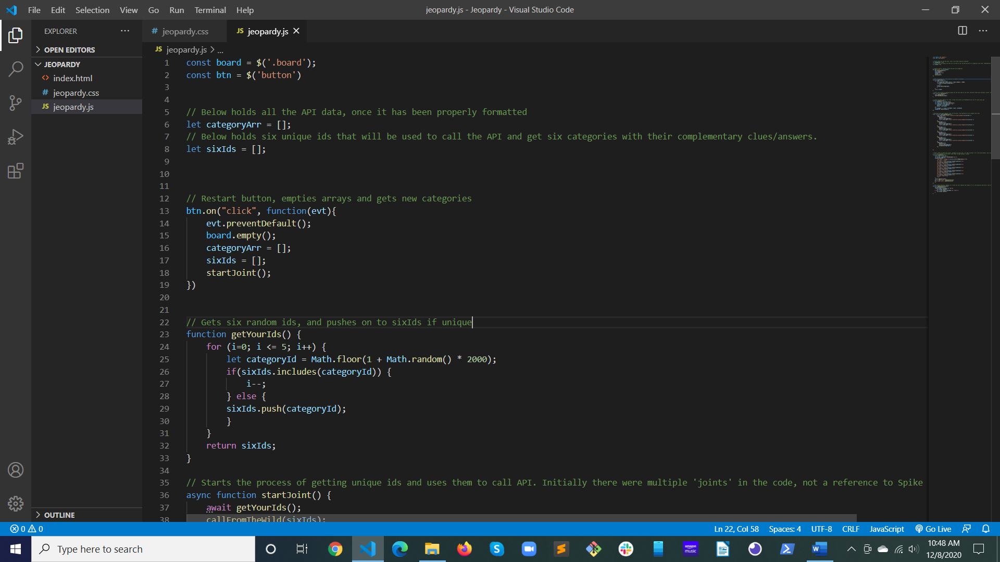 File Edit Selection View Go Run Terminal Help
jeopardy.js - Jeopardy - Visual Studio Code
EXPLORER
OPEN EDITORS
JEOPARDY
<> index.html
# jeopardy.css
JS jeopardy.js
OUTLINE
# jeopardy.css
JS jeopardy.js
JS jeopardy.js > ...
1 const board = $('.board');
2 const btn = $('button')
3
4
5 // Below holds all the API data, once it has been properly formatted
6 let categoryArr = [];
7 // Below holds six unique ids that will be used to call the API and get six categories with their complementary clues/answers.
8 let sixIds = [];
9
10
11
12 // Restart button, empties arrays and gets new categories
13 btn.on("click", function(evt){
14     evt.preventDefault();
15     board.empty();
16     categoryArr = [];
17     sixIds = [];
18     startJoint();
19 })
20
21
22 // Gets six random ids, and pushes on to sixIds if unique
23 function getYourIds() {
24     for (i=0; i <= 5; i++) {
25         let categoryId = Math.floor(1 + Math.random() * 2000);
26         if(sixIds.includes(categoryId)) {
27             i--;
28         } else {
29         sixIds.push(categoryId);
30         }
31     }
32     return sixIds;
33 }
34
35 // Starts the process of getting unique ids and uses them to call API. Initially there were multiple 'joints' in the code, not a reference to Spike
36 async function startJoint() {
37     await getYourIds();
38     callFromTheWild(sixIds);
0 0
Ln 22, Col 58 Spaces: 4 UTF-8 CRLF JavaScript Go Live
Type here to search
amazon music
10:48 AM
12/8/2020